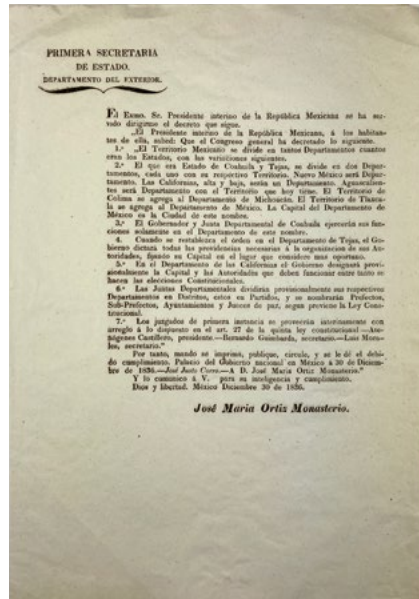 PRIMERA SECRETARIA
DE ESTADO.
DEPARTAMENTO DEL EXTERIOR.
El Exmo. Sr. Presidente interino de la República Mexicana se ha ser-
vido dirigirme el decreto que sigue.
„El Presidente interino de la República Mexicana, á los habitan-
tes de ella, sabed: Que el Congreso general ha decretado lo siguiente.
1.° „El Territorio Mexicano se divide en tantos Departamentos cuantos
eran los Estados, con las variaciones siguientes.
2.° El que era Estado de Coahuila y Tejas, se divide en dos Depar-
tamentos, cada uno con su respectivo Territorio. Nuevo México será Depar-
tamento. Las Californias, alta y baja, serán un Departamento. Aguascalien-
tes será Departamento con el Territorio que hoy tiene. El Territorio de
Colima se agrega al Departamento de Michoacán. El Territorio de Tlaxca-
la se agrega al Departamento de México. La Capital del Departamento de
México es la Ciudad de este nombre.
3.° El Gobernador y Junta Departamental de Coahuila ejercerán sus fun-
ciones solamente en el Departamento de este nombre.
4. Cuando se restablezca el órden en el Departamento de Tejas, el Go-
bierno dictará todas las providencias necesarias á la organizacion de sus Au-
toridades, fijando su Capital en el lugar que considere mas oportuno.
5.° En el Departamento de las Californias el Gobierno designará provi-
sionalmente la Capital y las Autoridades que deben funcionar entre tanto se
hacen las elecciones Constitucionales.
6.° Las Juntas Departamentales dividirán provisionalmente sus respectivos
Departamentos en Distritos, estos en Partidos, y se nombrarán Prefectos,
Sub-Prefectos, Ayuntamientos y Jueces de paz, segun previene la Ley Cons-
titucional.
7.° Los juzgados de primera instancia se proveerán interinamente con
arreglo á lo dispuesto en el art. 27 de la quinta ley constitucional.—Ate-
nógenes Castillero, presidente.—Bernardo Guimbarda, secretario.—Luis Mora-
les, secretario."
Por tanto, mando se imprima, publique, circule, y se le dé el debi-
do cumplimiento. Palacio del Gobierno nacional en México á 30 de Diciem-
bre de 1836.—José Justo Corro.—A D. José Maria Ortiz Monasterio."
Y lo comunico á V. para su inteligencia y cumplimiento.
Dios y libertad. México Diciembre 30 de 1836.
José Maria Ortiz Monasterio.